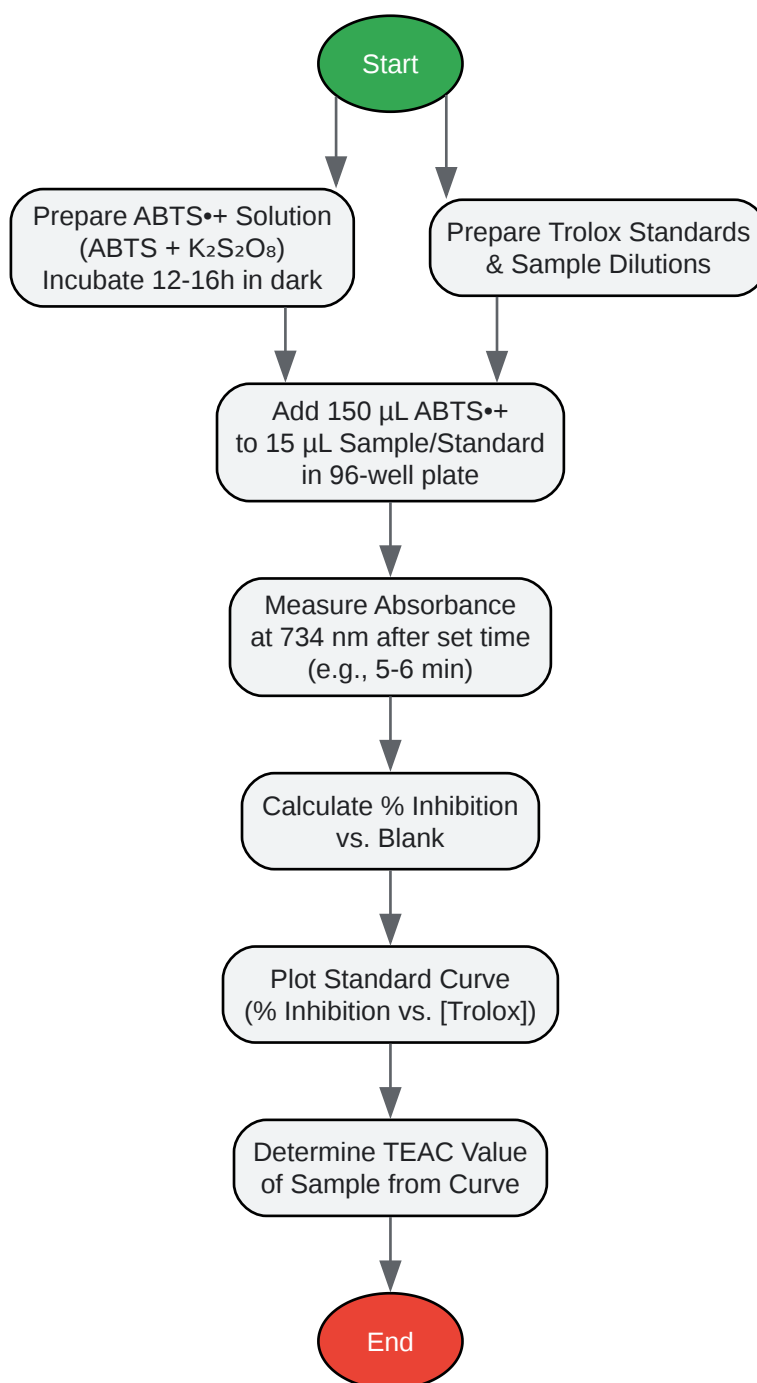 Start
Prepare ABTS•+ Solution
(ABTS + K₂S₂O₈)
Incubate 12-16h in dark
Prepare Trolox Standards
& Sample Dilutions
Add 150 µL ABTS•+
to 15 µL Sample/Standard
in 96-well plate
Measure Absorbance
at 734 nm after set time
(e.g., 5-6 min)
Calculate % Inhibition
vs. Blank
Plot Standard Curve
(% Inhibition vs. [Trolox])
Determine TEAC Value
of Sample from Curve
End